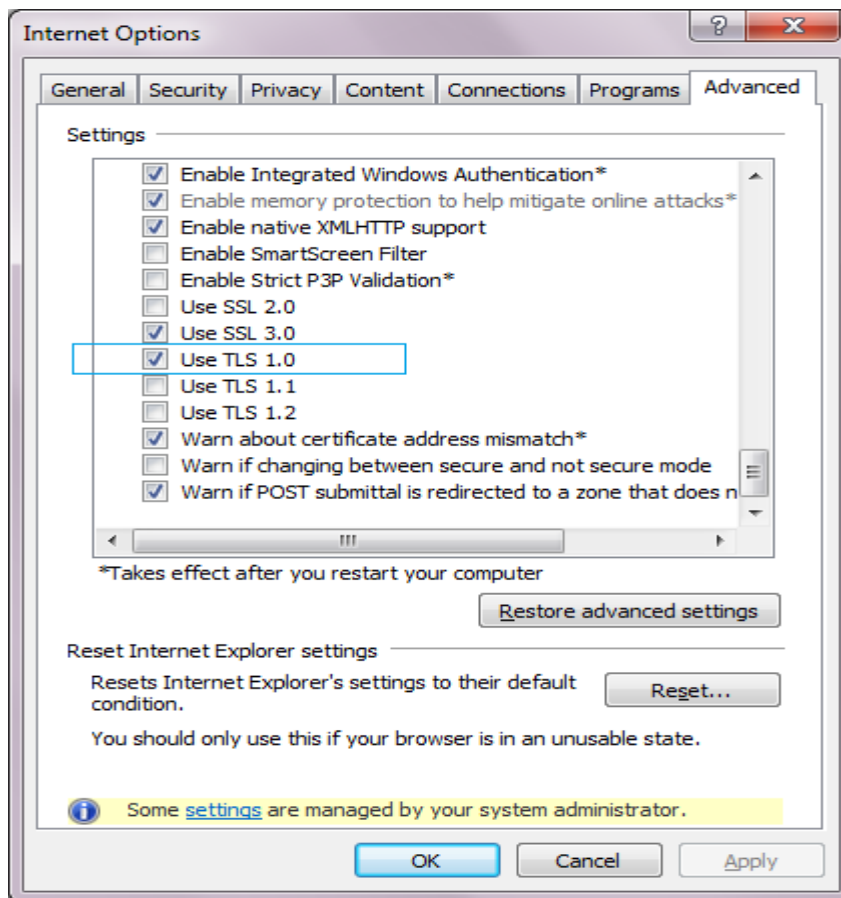 Internet Options
General Security Privacy Content Connections Programs Advanced
Settings
Enable Integrated Windows Authentication*
Enable memory protection to help mitigate online attacks*
Enable native XMLHTTP support
Enable SmartScreen Filter
Enable Strict P3P Validation*
Use SSL 2.0
Use SSL 3.0
Use TLS 1.0
Use TLS 1.1
Use TLS 1.2
Warn about certificate address mismatch*
Warn if changing between secure and not secure mode
Warn if POST submittal is redirected to a zone that does n
*Takes effect after you restart your computer
Restore advanced settings
Reset Internet Explorer settings
Resets Internet Explorer's settings to their default
condition.
Reset...
You should only use this if your browser is in an unusable state.
Some settings are managed by your system administrator.
OK Cancel Apply